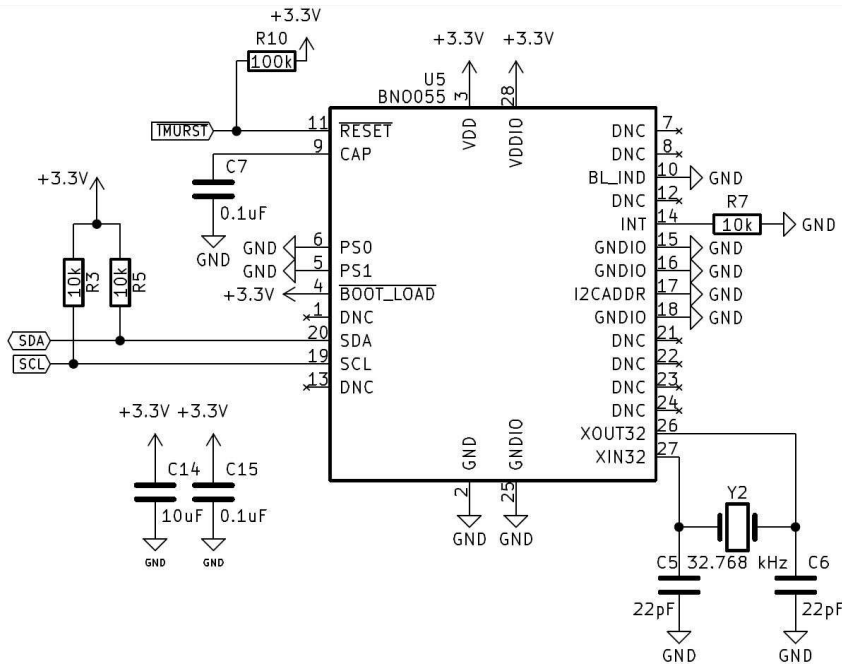 +3.3V
R10
100k
+3.3V
+3.3V
U5
BNO055
3
28
VDD
VDDIO
IMURST
11
RESET
9
CAP
C7
0.1uF
GND
+3.3V
10k
R3
10k
R5
GND
6
PS0
GND
5
PS1
+3.3V
4
BOOT_LOAD
1
DNC
SDA
20
SDA
SCL
19
SCL
13
DNC
DNC
7
DNC
8
BL_IND
10
GND
DNC
12
INT
14
R7
10k
GND
GNDIO
15
GND
GNDIO
16
GND
I2CADDR
17
GND
GNDIO
18
GND
DNC
21
DNC
22
DNC
23
DNC
24
XOUT32
26
XIN32
27
GND
GNDIO
2
25
GND
GND
+3.3V
+3.3V
C14
C15
10uF
0.1uF
GND
GND
Y2
C5
32.768 kHz
C6
22pF
22pF
GND
GND